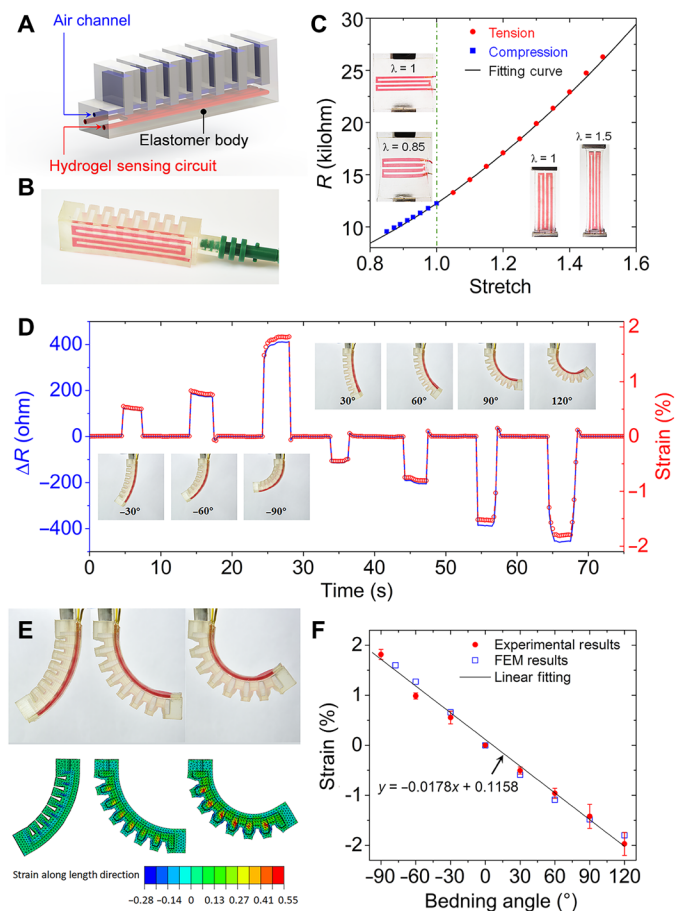 A
Air channel
Elastomer body
Hydrogel sensing circuit
B
C
30
25
20
15
10
R (kilohm)
0.8 1.0 1.2 1.4 1.6
Stretch
Tension
Compression
Fitting curve
λ = 1
λ = 0.85
λ = 1
λ = 1.5
D
400
200
0
−200
−400
ΔR (ohm)
2
1
0
−1
−2
Strain (%)
30° 60° 90° 120°
−30° −60° −90°
0 10 20 30 40 50 60 70
Time (s)
E
Strain along length direction
−0.28 −0.14 0 0.13 0.27 0.41 0.55
F
2
1
0
-1
-2
Strain (%)
Experimental results
FEM results
Linear fitting
y = −0.0178x + 0.1158
−90 −60 −30 0 30 60 90 120
Bedning angle (°)